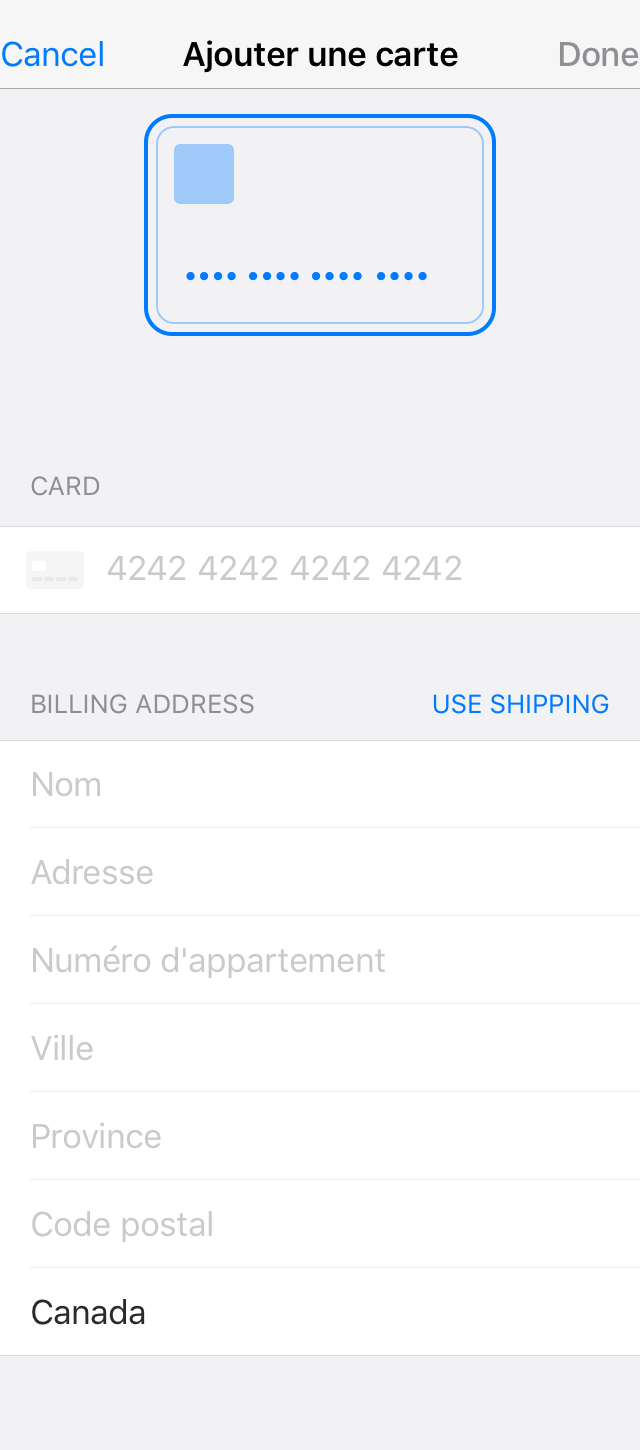 Cancel Ajouter une carte Done
•••• •••• •••• ••••
CARD
4242 4242 4242 4242
BILLING ADDRESS USE SHIPPING
Nom
Adresse
Numéro d'appartement
Ville
Province
Code postal
Canada